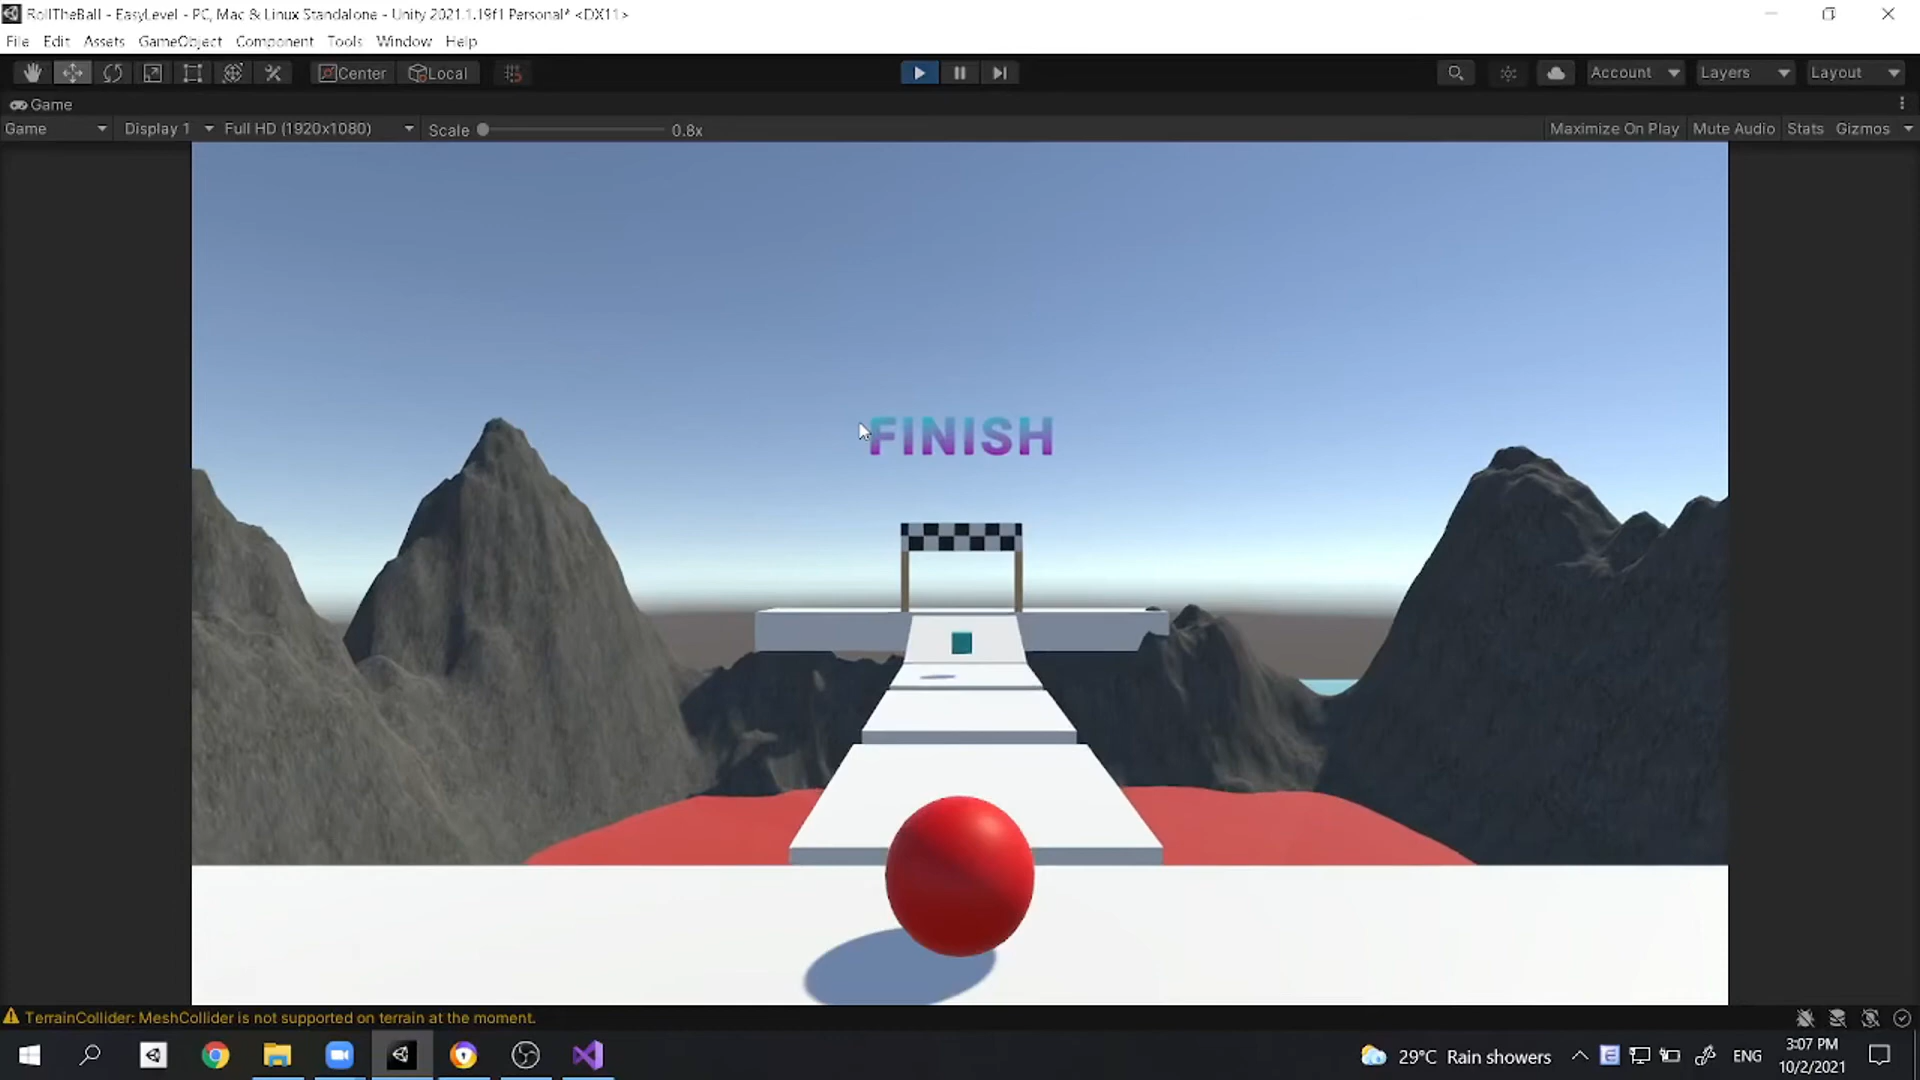 RollTheBall - EasyLevel - PC, Mac & Linux Standalone - Unity 2021.1.19f1 Personal* <DX11>
File Edit Assets GameObject Component Tools Window Help
Center Local Account Layers Layout
Game
Game Display 1 Full HD (1920x1080) Scale 0.8x Maximize On Play Mute Audio Stats Gizmos
FINISH
TerrainCollider: MeshCollider is not supported on terrain at the moment.
29°C Rain showers ENG
3:07 PM
10/2/2021